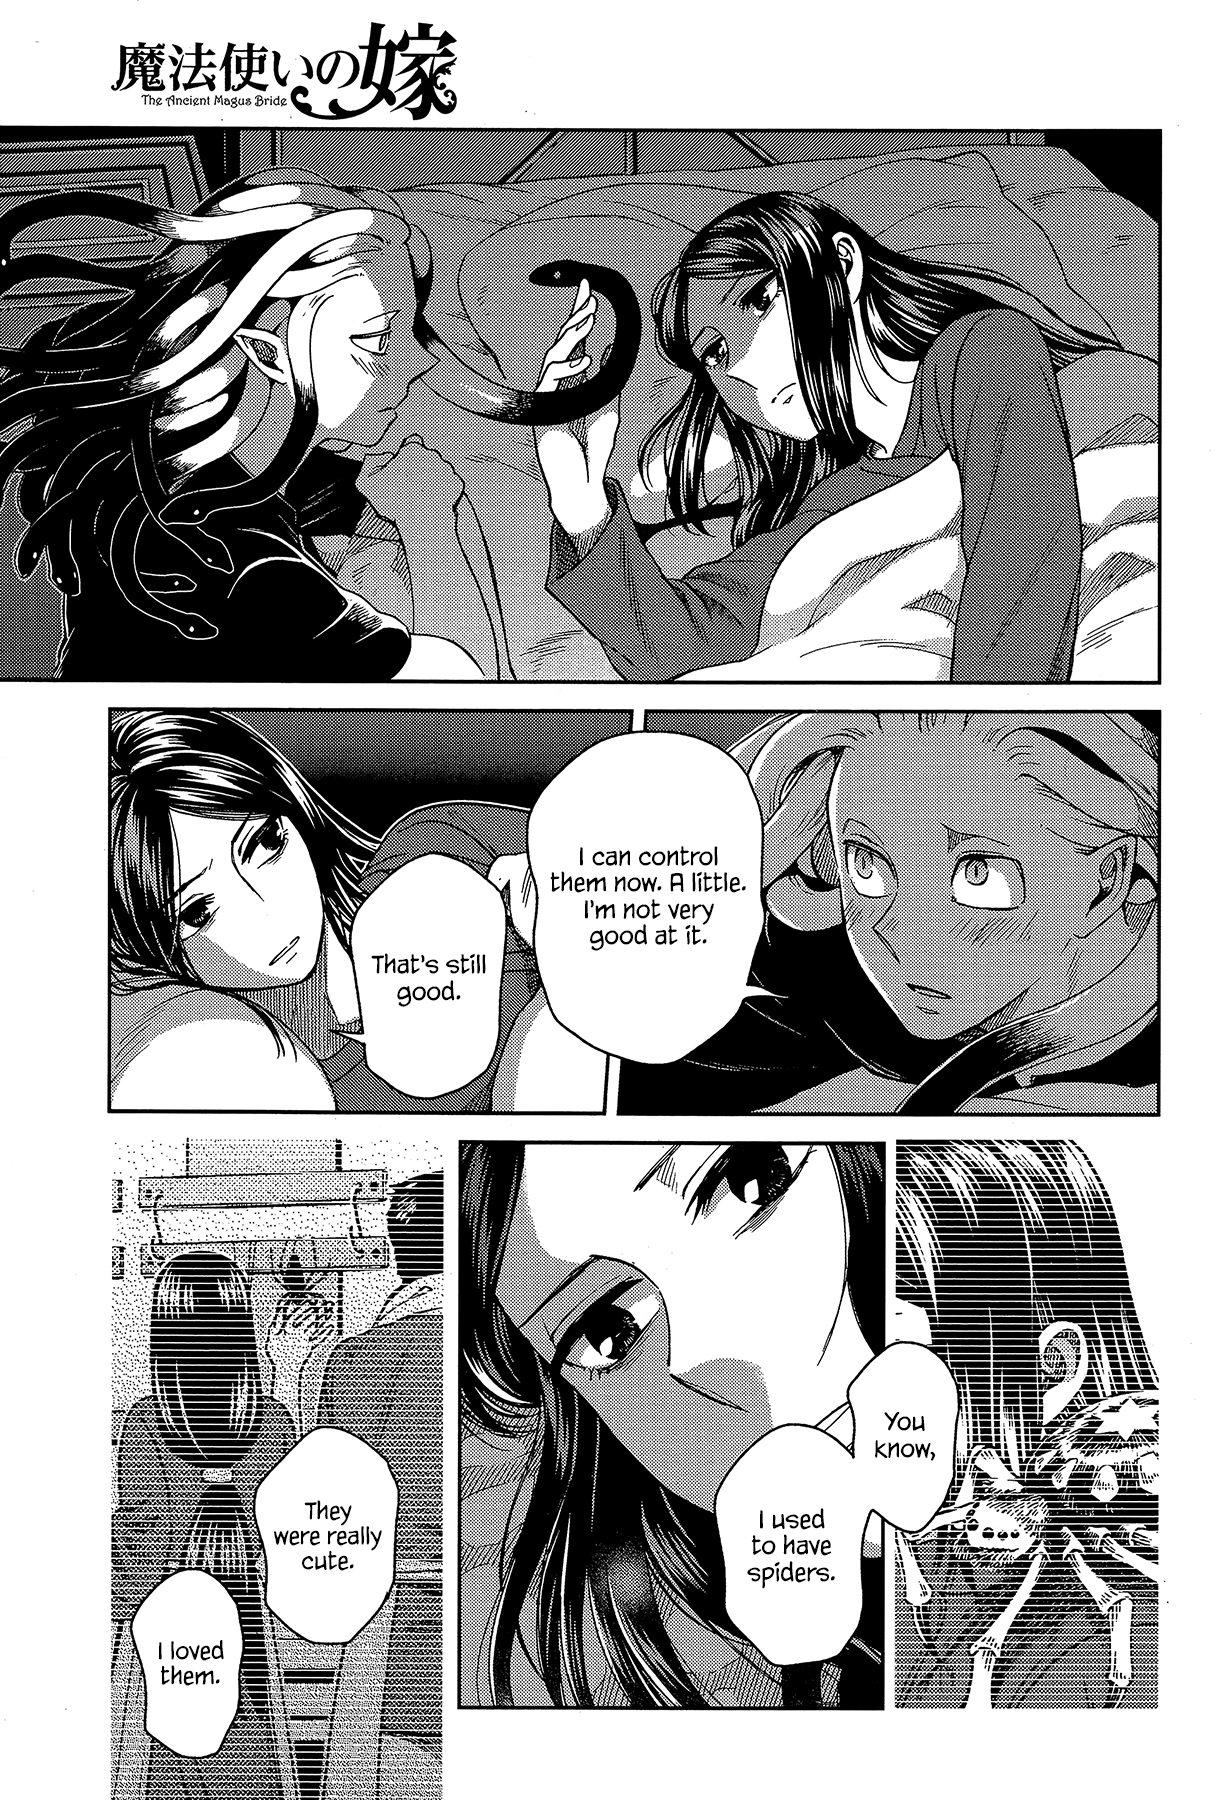 魔法使いの嫁
The Ancient Magus Bride
I can control
them now. A little.
I'm not very
good at it.
That's still
good.
You
know,
I used
to have
spiders.
They
were really
cute.
I loved
them.